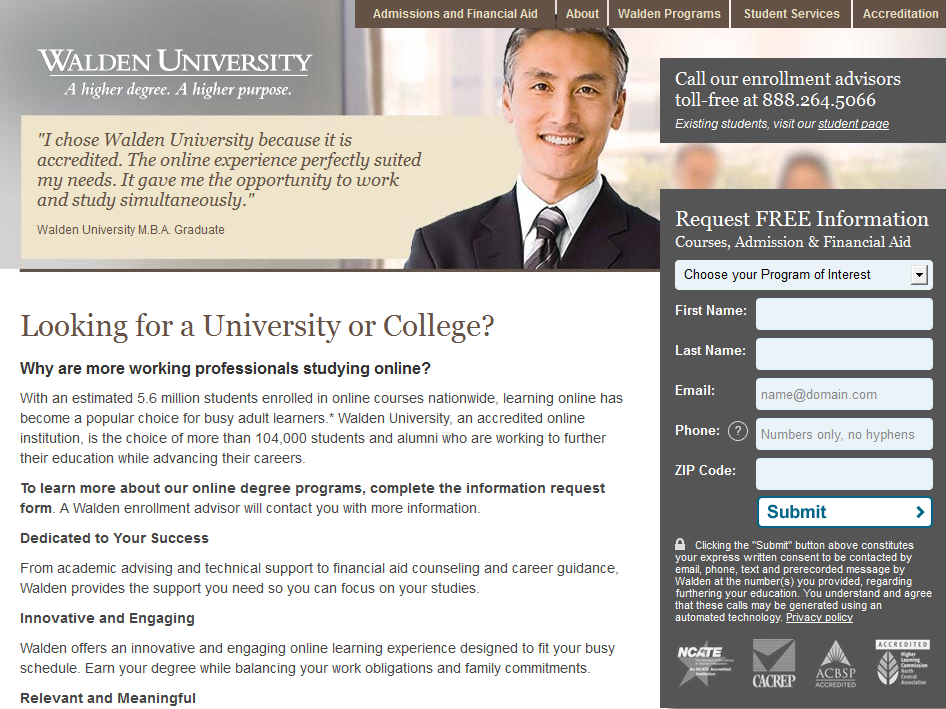 Admissions and Financial Aid
About
Walden Programs
Student Services
Accreditation
WALDEN UNIVERSITY
A higher degree. A higher purpose.
Call our enrollment advisors
toll-free at 888.264.5066
Existing students, visit our student page
"I chose Walden University because it is
accredited. The online experience perfectly suited
my needs. It gave me the opportunity to work
and study simultaneously."
Walden University M.B.A. Graduate
Looking for a University or College?
Why are more working professionals studying online?
With an estimated 5.6 million students enrolled in online courses nationwide, learning online has
become a popular choice for busy adult learners.* Walden University, an accredited online
institution, is the choice of more than 104,000 students and alumni who are working to further
their education while advancing their careers.
To learn more about our online degree programs, complete the information request
form. A Walden enrollment advisor will contact you with more information.
Dedicated to Your Success
From academic advising and technical support to financial aid counseling and career guidance,
Walden provides the support you need so you can focus on your studies.
Innovative and Engaging
Walden offers an innovative and engaging online learning experience designed to fit your busy
schedule. Earn your degree while balancing your work obligations and family commitments.
Relevant and Meaningful
Request FREE Information
Courses, Admission & Financial Aid
Choose your Program of Interest
First Name:
Last Name:
Email:
name@domain.com
Phone: ?
Numbers only, no hyphens
ZIP Code:
Submit
Clicking the "Submit" button above constitutes
your express written consent to be contacted by
email, phone, text and prerecorded message by
Walden at the number(s) you provided, regarding
furthering your education. You understand and agree
that these calls may be generated using an
automated technology. Privacy policy
NCATE
An NCATE Accredited
Institution
CACREP
ACBSP
ACCREDITED
ACCREDITED
Higher
Learning
Commission
North
Central
Association